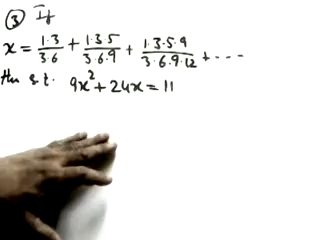 ③ If
x = 1·3/3·6 + 1·3·5/3·6·9 + 1·3·5·9/3·6·9·12 + ....
then s.t. 9x² + 24x = 11